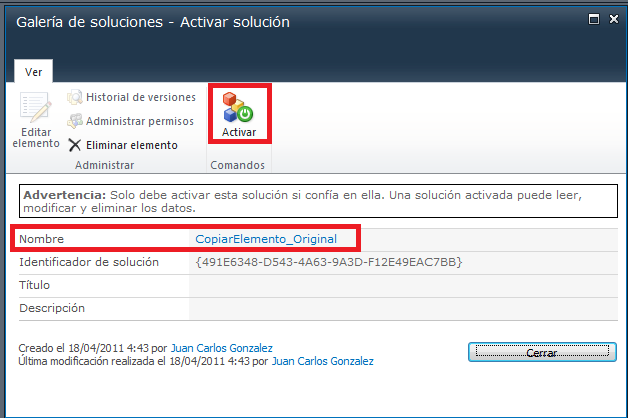 Galería de soluciones - Activar solución
Ver
Editar elemento
Historial de versiones
Administrar permisos
Eliminar elemento
Administrar
Activar
Comandos
Advertencia: Solo debe activar esta solución si confía en ella. Una solución activada puede leer,
modificar y eliminar los datos.
Nombre CopiarElemento_Original
Identificador de solución {491E6348-D543-4A63-9A3D-F12E49EAC7BB}
Título
Descripción
Creado el 18/04/2011 4:43 por Juan Carlos Gonzalez
Última modificación realizada el 18/04/2011 4:43 por Juan Carlos Gonzalez
Cerrar